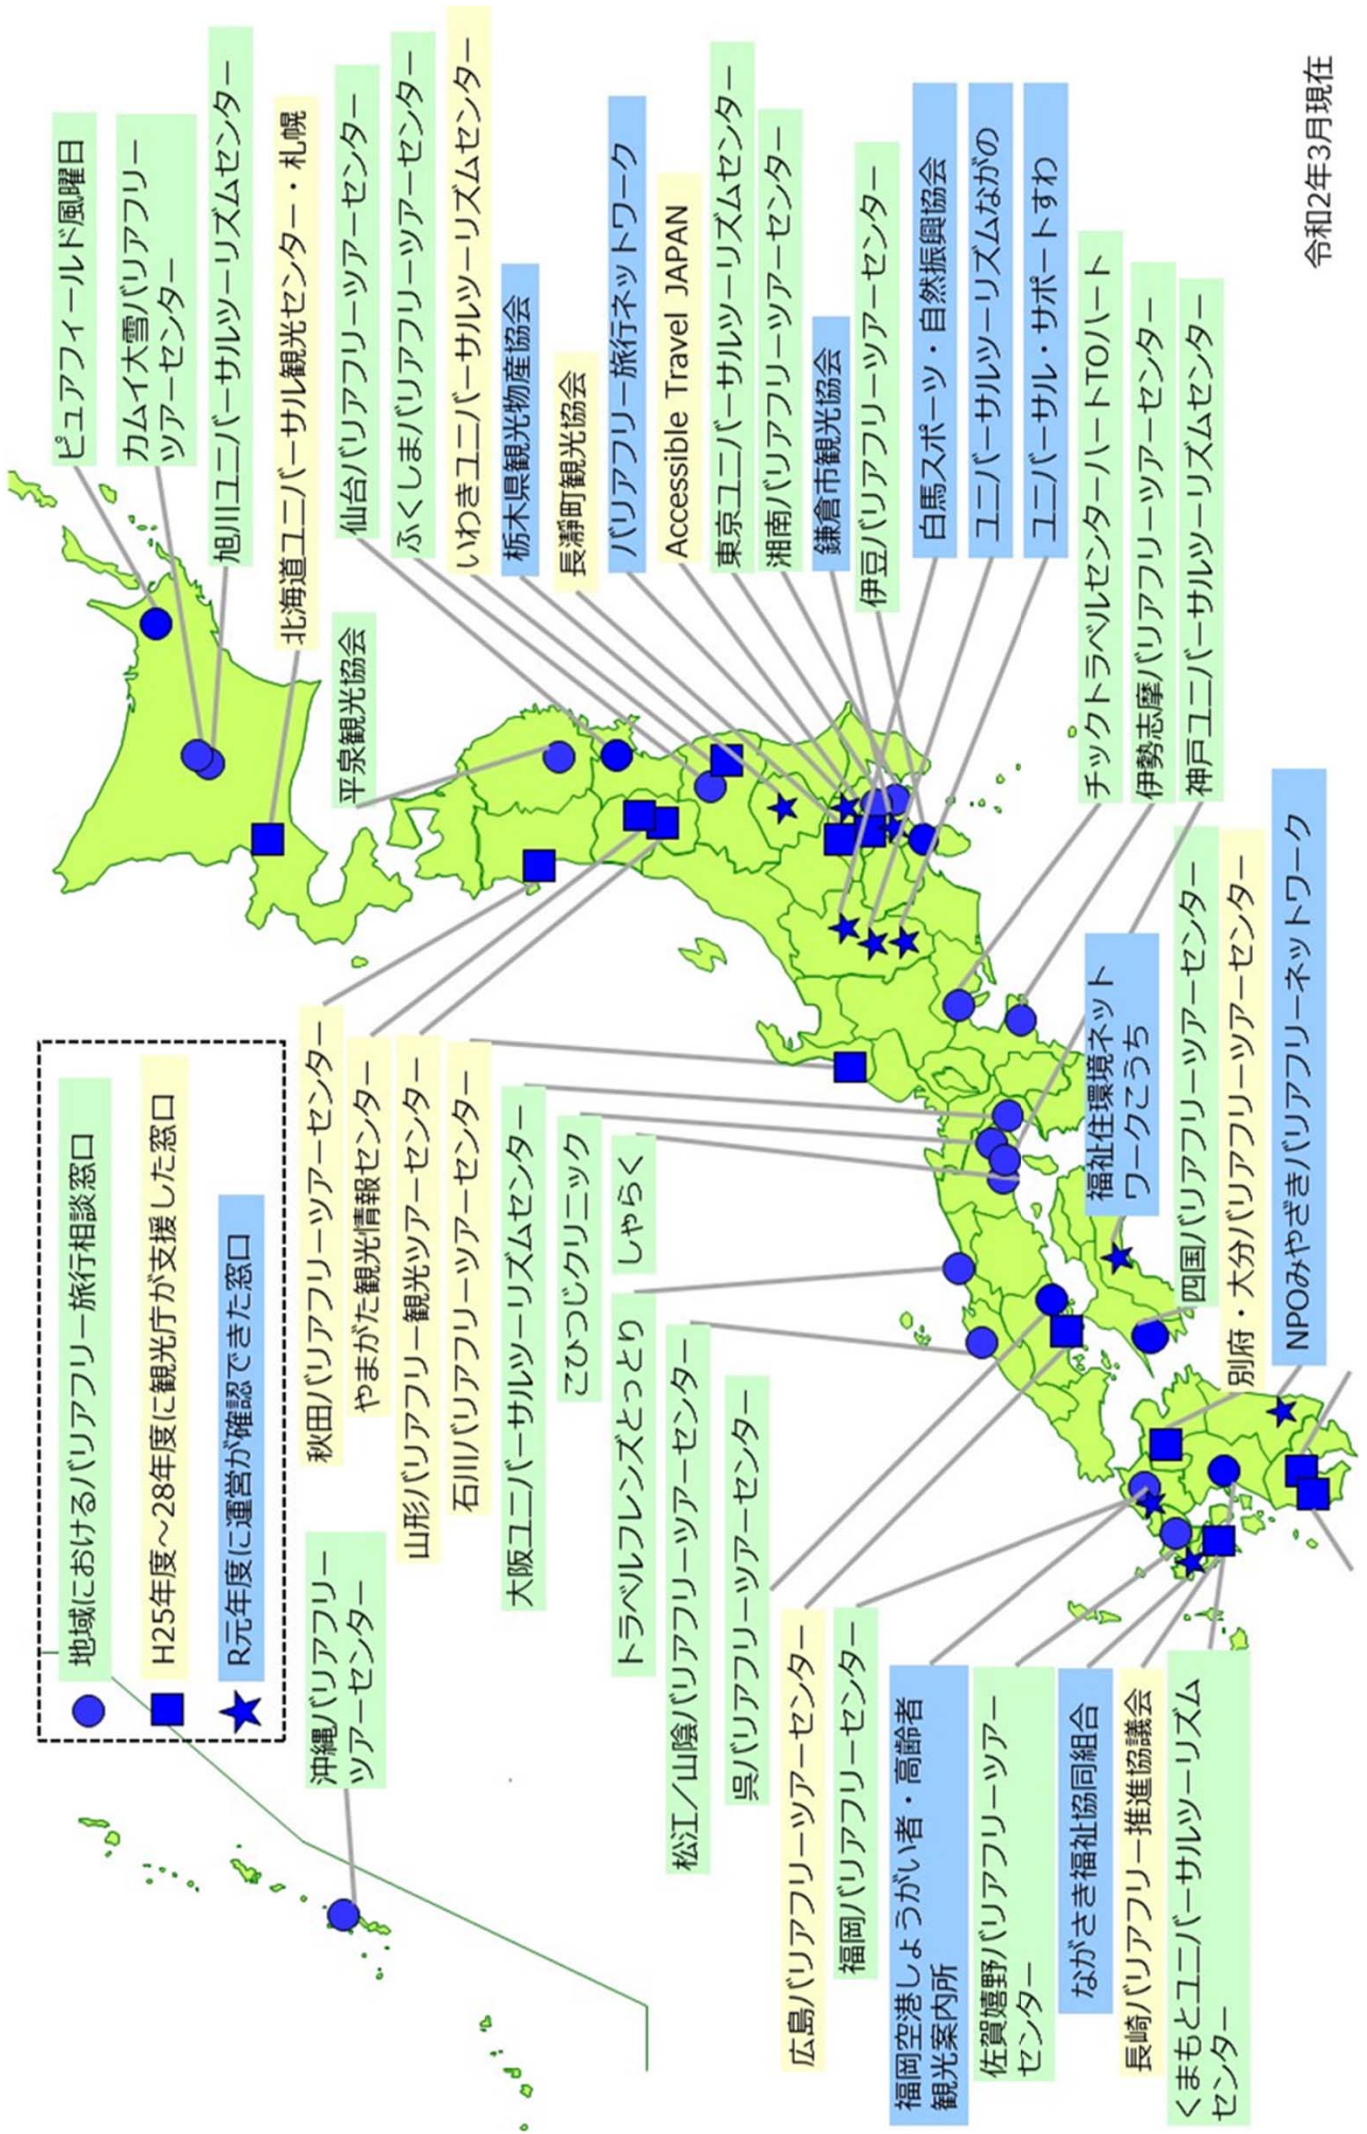 地域におけるバリアフリー旅行相談窓口
H25年度～28年度に観光庁が支援した窓口
R元年度に運営が確認できた窓口
ピュアフィールド風曜日
カムイ大雪バリアフリー
ツアーセンター
旭川ユニバーサルツーリズムセンター
北海道ユニバーサル観光センター・札幌
平泉観光協会
仙台バリアフリーツアーセンター
ふくしまバリアフリーツアーセンター
いわきユニバーサルツーリズムセンター
栃木県観光物産協会
長瀞町観光協会
バリアフリー旅行ネットワーク
Accessible Travel JAPAN
東京ユニバーサルツーリズムセンター
湘南バリアフリーツアーセンター
鎌倉市観光協会
伊豆バリアフリーツアーセンター
白馬スポーツ・自然振興協会
ユニバーサルツーリズムながの
ユニバーサル・サポートすわ
チックトラベルセンターハートTOハート
伊勢志摩バリアフリーツアーセンター
神戸ユニバーサルツーリズムセンター
秋田バリアフリーツアーセンター
やまがた観光情報センター
山形バリアフリー観光ツアーセンター
石川バリアフリーツアーセンター
大阪ユニバーサルツーリズムセンター
こひつじクリニック
しゃらく
トラベルフレンズとっとり
松江/山陰バリアフリーツアーセンター
呉バリアフリーツアーセンター
広島バリアフリーツアーセンター
福岡バリアフリーセンター
福岡空港しょうがい者・高齢者
観光案内所
佐賀嬉野バリアフリーツアー
センター
ながさき福祉協同組合
長崎バリアフリー推進協議会
くまもとユニバーサルツーリズム
センター
沖縄バリアフリー
ツアーセンター
福祉住環境ネット
ワークこうち
四国バリアフリーツアーセンター
別府・大分バリアフリーツアーセンター
NPOみやざきバリアフリーネットワーク
令和2年3月現在